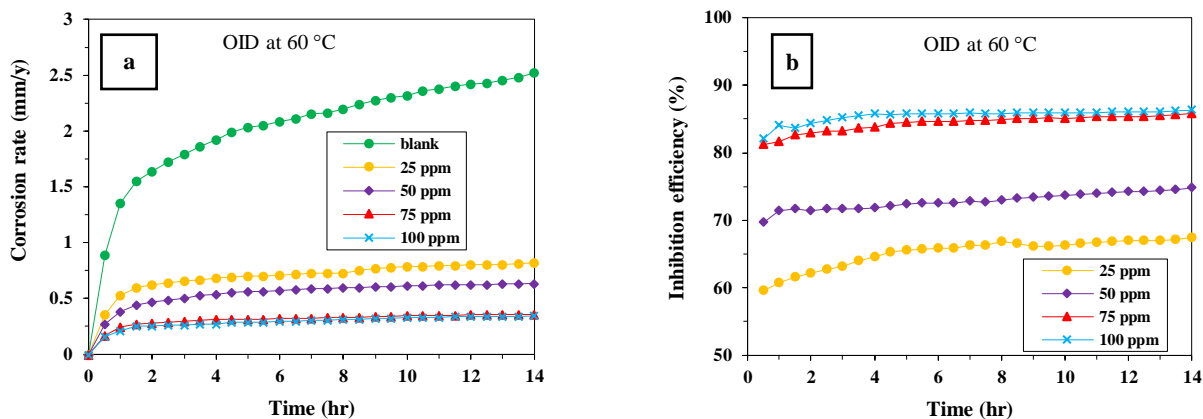 a
OID at 60 °C
Corrosion rate (mm/y)
3
2.5
2
1.5
1
0.5
0
blank
25 ppm
50 ppm
75 ppm
100 ppm
0 2 4 6 8 10 12 14
Time (hr)
b
OID at 60 °C
Inhibition efficiency (%)
100
90
80
70
60
50
25 ppm
50 ppm
75 ppm
100 ppm
0 2 4 6 8 10 12 14
Time (hr)